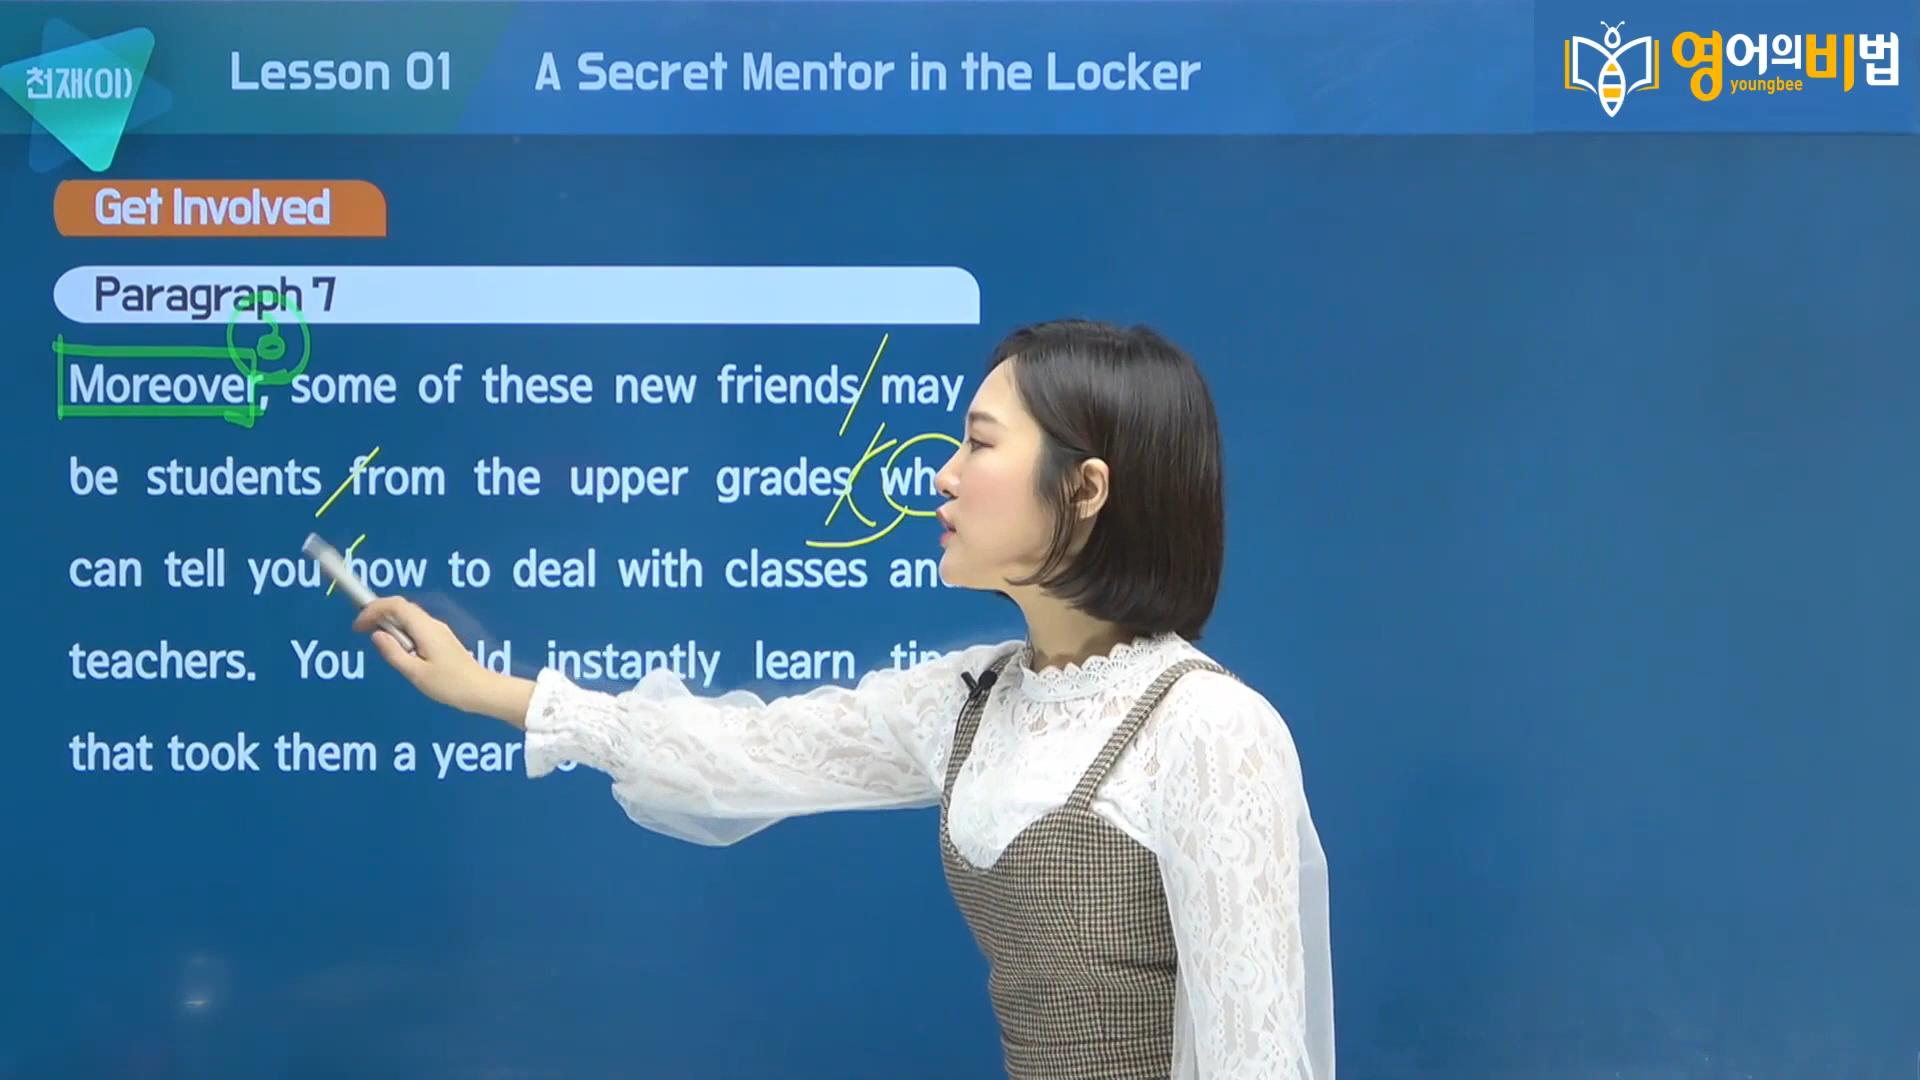 천재(이)
Lesson 01 A Secret Mentor in the Locker
영어의비법
youngbee
Get Involved
Paragraph 7
②
Moreover, some of these new friends may
be students from the upper grades
can tell you how to deal with classes
teachers. You instantly learn
that took them a year